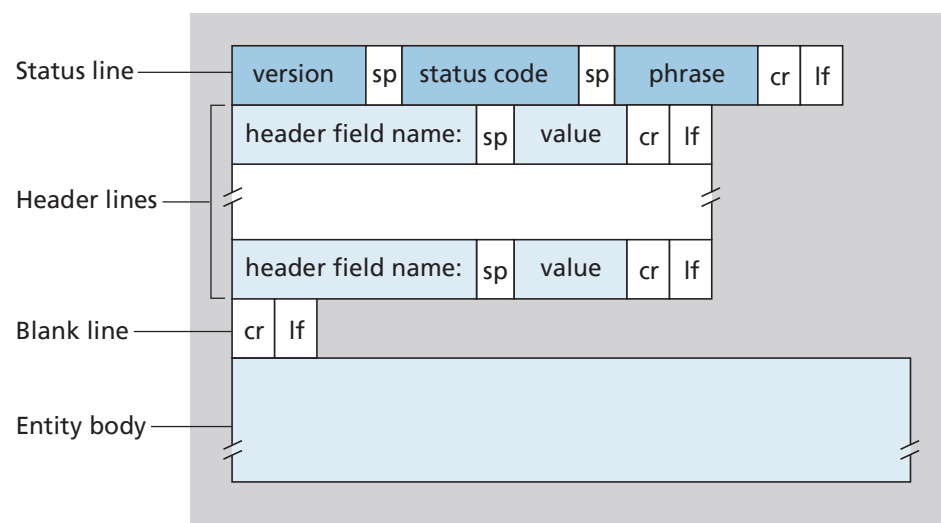 Status line version sp status code sp phrase cr lf
header field name: sp value cr lf
Header lines
header field name: sp value cr lf
Blank line cr lf
Entity body